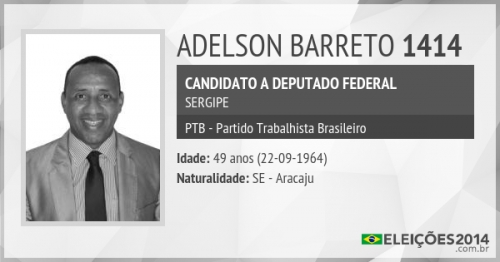 ADELSON BARRETO 1414
CANDIDATO A DEPUTADO FEDERAL
SERGIPE
PTB - Partido Trabalhista Brasileiro
Idade: 49 anos (22-09-1964)
Naturalidade: SE - Aracaju
ELEIÇÕES2014
.com.br